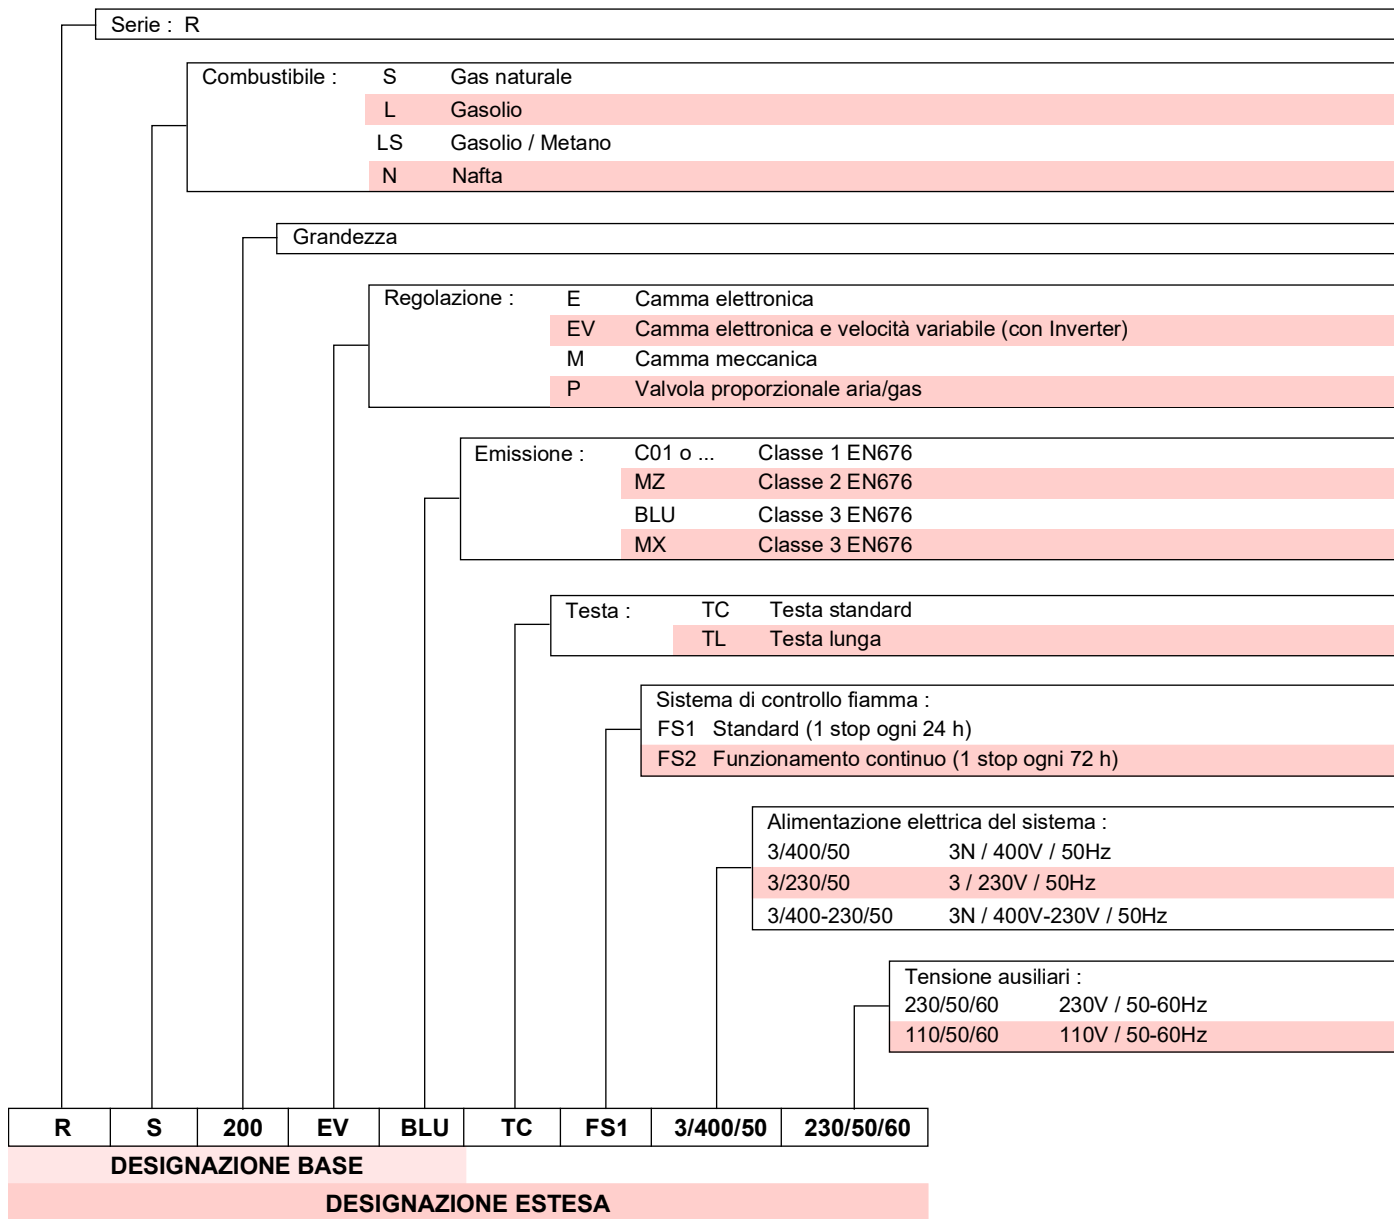 Serie : R
Combustibile : S Gas naturale
L Gasolio
LS Gasolio / Metano
N Nafta
Grandezza
Regolazione : E Camma elettronica
EV Camma elettronica e velocità variabile (con Inverter)
M Camma meccanica
P Valvola proporzionale aria/gas
Emissione : C01 o ... Classe 1 EN676
MZ Classe 2 EN676
BLU Classe 3 EN676
MX Classe 3 EN676
Testa : TC Testa standard
TL Testa lunga
Sistema di controllo fiamma :
FS1 Standard (1 stop ogni 24 h)
FS2 Funzionamento continuo (1 stop ogni 72 h)
Alimentazione elettrica del sistema :
3/400/50 3N / 400V / 50Hz
3/230/50 3 / 230V / 50Hz
3/400-230/50 3N / 400V-230V / 50Hz
Tensione ausiliari :
230/50/60 230V / 50-60Hz
110/50/60 110V / 50-60Hz
R S 200 EV BLU TC FS1 3/400/50 230/50/60
DESIGNAZIONE BASE
DESIGNAZIONE ESTESA